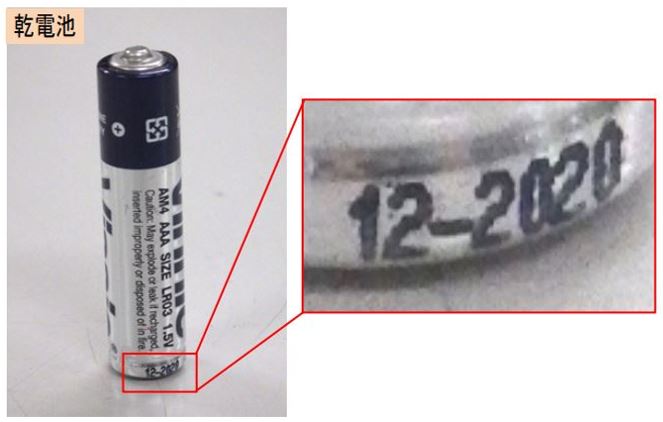 乾電池
AM4 AAA SIZE LR03 1.5V
Caution: May explode or leak if recharged,
inserted improperly or disposed of in fire.
12-2020
12-2020